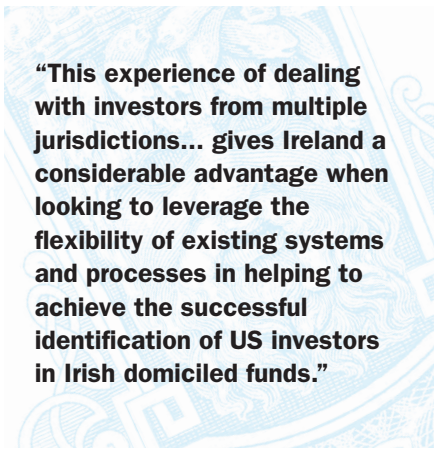 “This experience of dealing
with investors from multiple
jurisdictions... gives Ireland a
considerable advantage when
looking to leverage the
flexibility of existing systems
and processes in helping to
achieve the successful
identification of US investors
in Irish domiciled funds.”